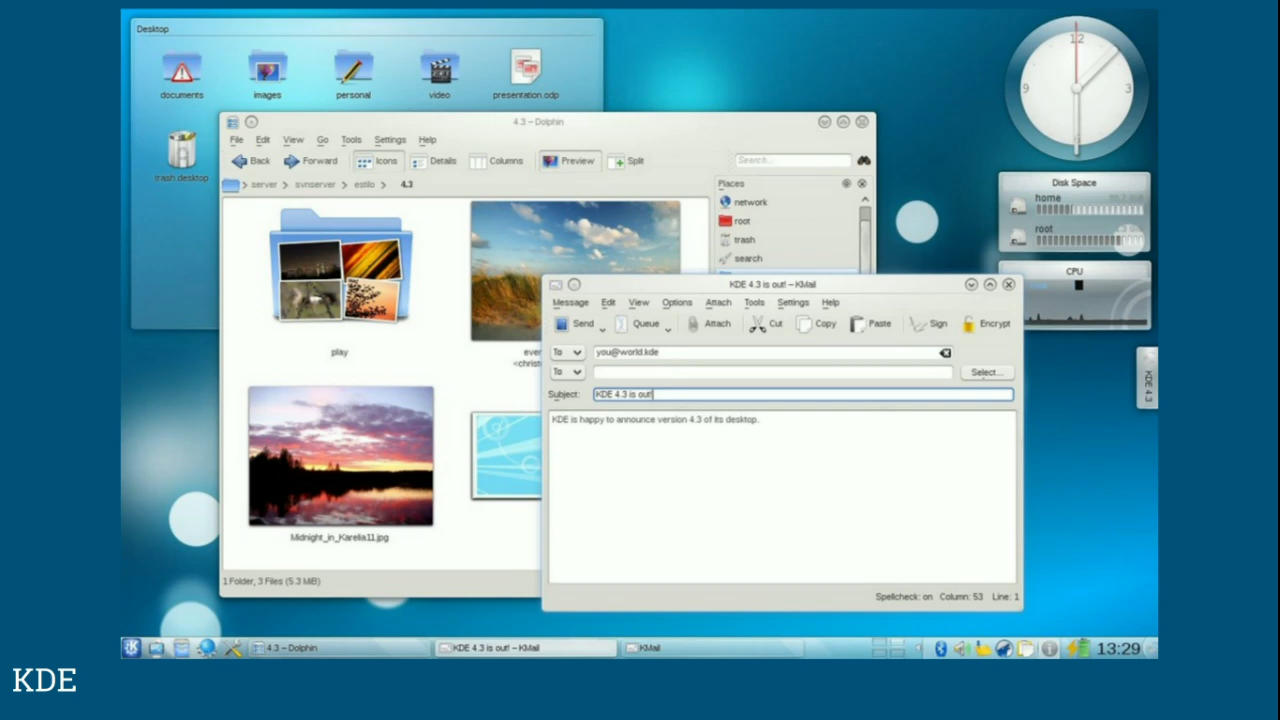 Desktop
documents
images
personal
video
presentation.odp
trash.desktop
4.3 – Dolphin
File Edit View Go Tools Settings Help
Back Forward Icons Details Columns Preview Split
Search...
server > svnserver > estilo > 4.3
Places
network
root
trash
search
play
Midnight_in_Karelia11.jpg
1 Folder, 3 Files (5.3 MiB)
KDE 4.3 is out! – KMail
Message Edit View Options Attach Tools Settings Help
Send Queue Attach Cut Copy Paste Sign Encrypt
To you@world.kde
To
Select...
Subject: KDE 4.3 is out!
KDE is happy to announce version 4.3 of its desktop.
Spellcheck: on Column: 53 Line: 1
12
3
9
Disk Space
home
root
CPU
KDE 4.3
4.3 – Dolphin
KDE 4.3 is out! – KMail
KMail
13:29
KDE